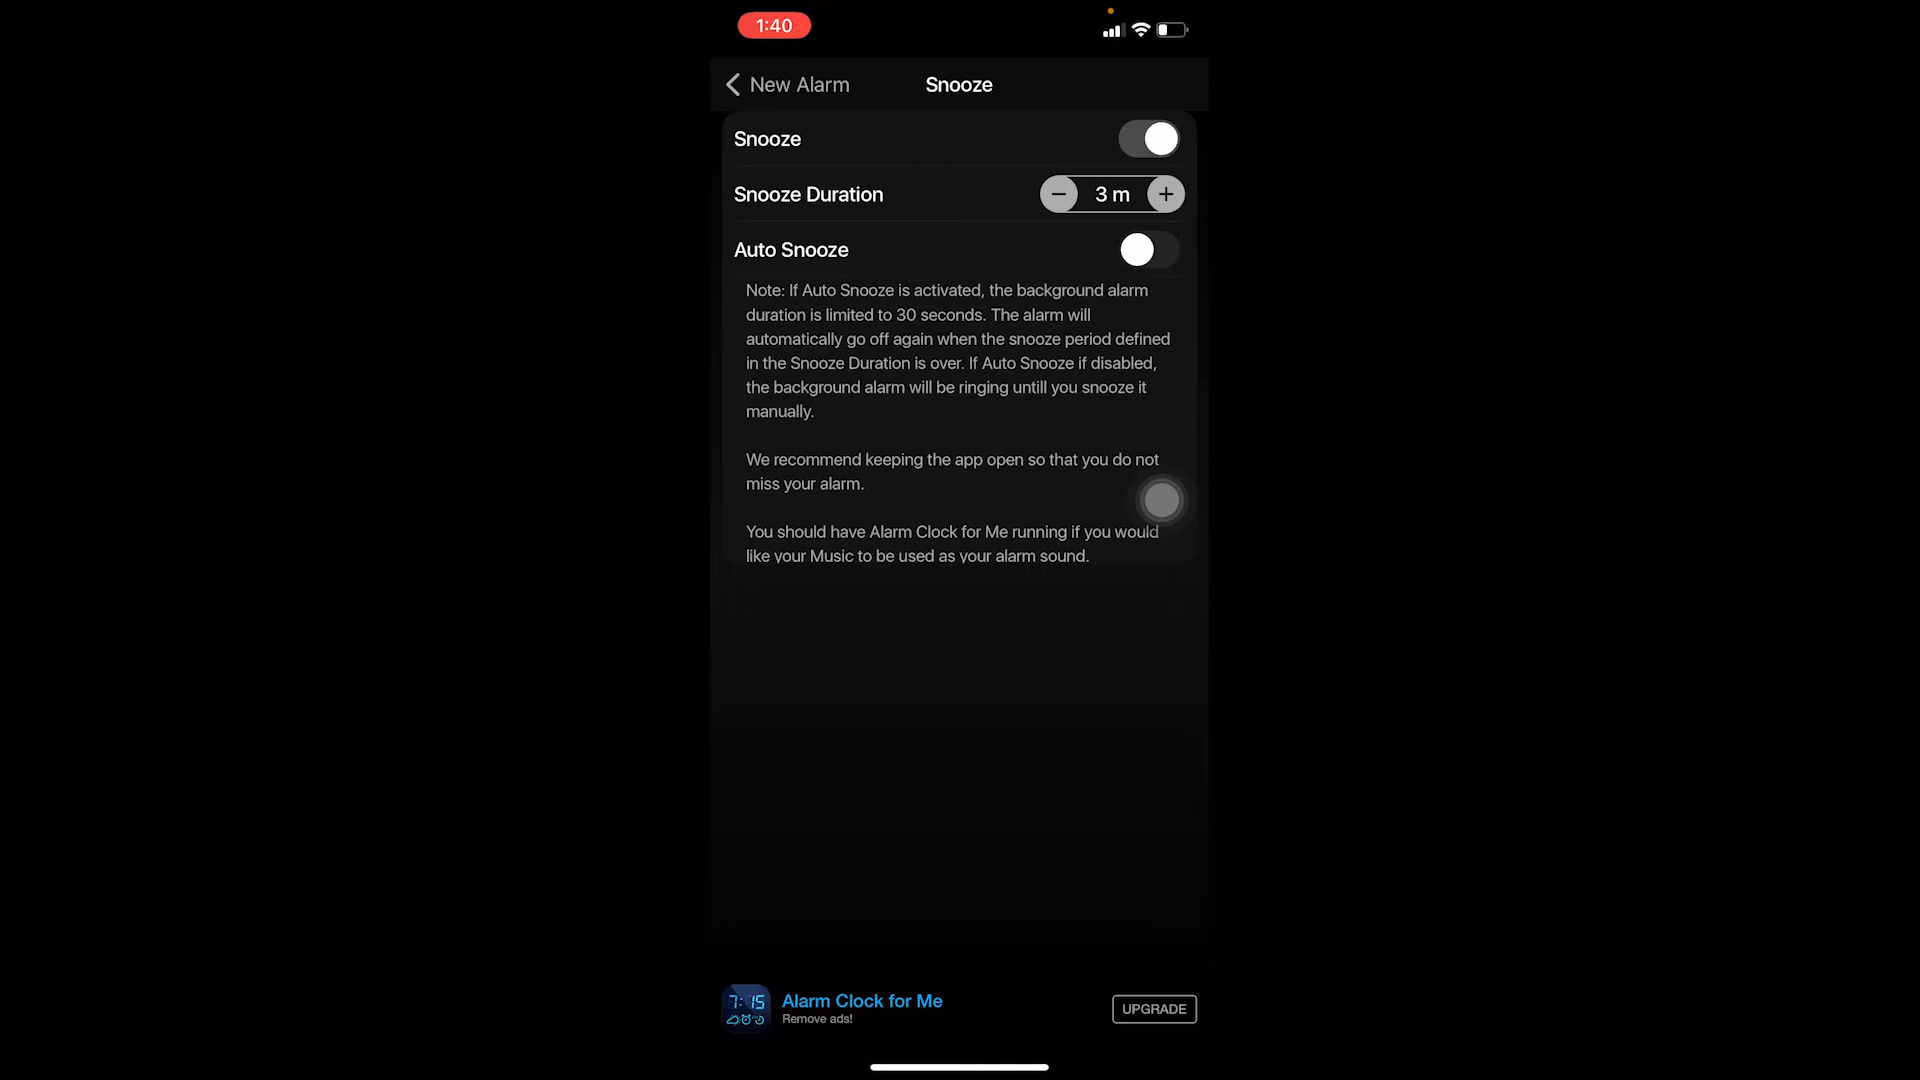 1:40
New Alarm
Snooze
Snooze
Snooze Duration
3 m
Auto Snooze
Note: If Auto Snooze is activated, the background alarm
duration is limited to 30 seconds. The alarm will
automatically go off again when the snooze period defined
in the Snooze Duration is over. If Auto Snooze if disabled,
the background alarm will be ringing untill you snooze it
manually.
We recommend keeping the app open so that you do not
miss your alarm.
You should have Alarm Clock for Me running if you would
like your Music to be used as your alarm sound.
7:15
Alarm Clock for Me
Remove ads!
UPGRADE